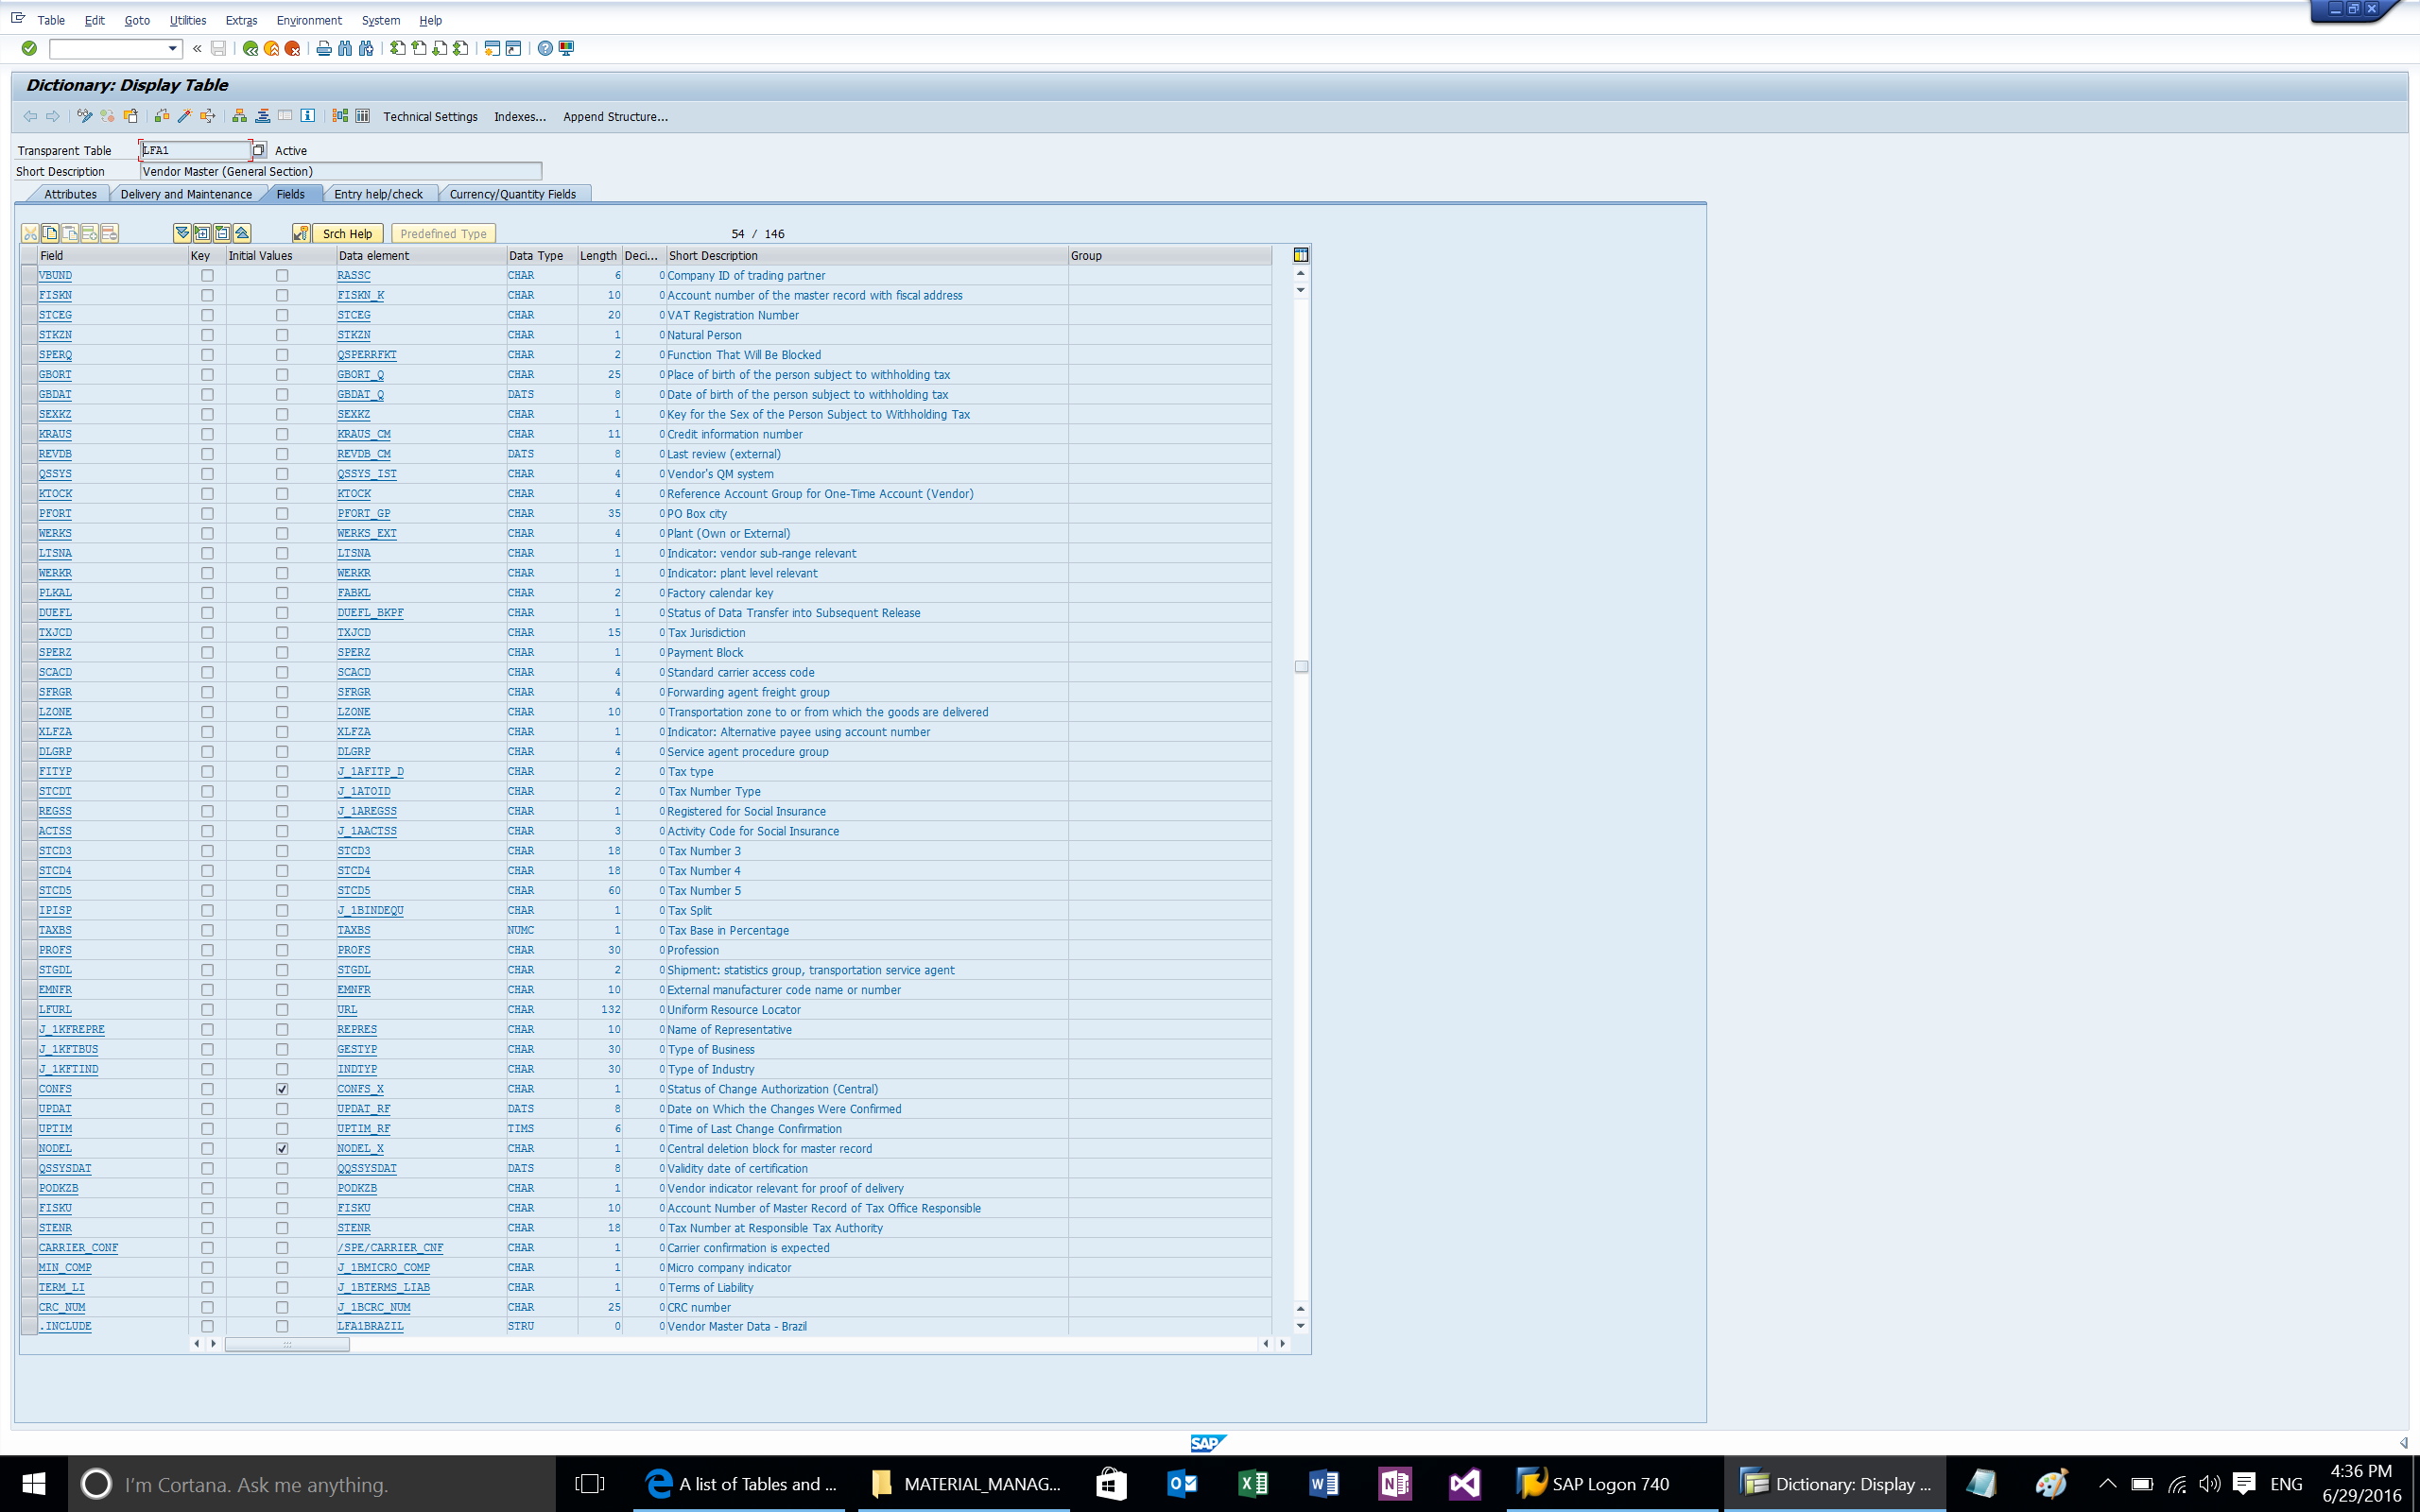 Table Edit Goto Utilities Extras Environment System Help
Dictionary: Display Table
Technical Settings Indexes... Append Structure...
Transparent Table LFA1 Active
Short Description Vendor Master (General Section)
Attributes Delivery and Maintenance Fields Entry help/check Currency/Quantity Fields
Srch Help Predefined Type 54 / 146
Field Key Initial Values Data element Data Type Length Deci... Short Description Group
VBUND RASSC CHAR 6 0 Company ID of trading partner
FISKN FISKN_K CHAR 10 0 Account number of the master record with fiscal address
STCEG STCEG CHAR 20 0 VAT Registration Number
STKZN STKZN CHAR 1 0 Natural Person
SPERQ QSPERRFKT CHAR 2 0 Function That Will Be Blocked
GBORT GBORT_Q CHAR 25 0 Place of birth of the person subject to withholding tax
GBDAT GBDAT_Q DATS 8 0 Date of birth of the person subject to withholding tax
SEXKZ SEXKZ CHAR 1 0 Key for the Sex of the Person Subject to Withholding Tax
KRAUS KRAUS_CM CHAR 11 0 Credit information number
REVDB REVDB_CM DATS 8 0 Last review (external)
QSSYS QSSYS_IST CHAR 4 0 Vendor's QM system
KTOCK KTOCK CHAR 4 0 Reference Account Group for One-Time Account (Vendor)
PFORT PFORT_GP CHAR 35 0 PO Box city
WERKS WERKS_EXT CHAR 4 0 Plant (Own or External)
LTSNA LTSNA CHAR 1 0 Indicator: vendor sub-range relevant
WERKR WERKR CHAR 1 0 Indicator: plant level relevant
PLKAL FABKL CHAR 2 0 Factory calendar key
DUEFL DUEFL_BKPF CHAR 1 0 Status of Data Transfer into Subsequent Release
TXJCD TXJCD CHAR 15 0 Tax Jurisdiction
SPERZ SPERZ CHAR 1 0 Payment Block
SCACD SCACD CHAR 4 0 Standard carrier access code
SFRGR SFRGR CHAR 4 0 Forwarding agent freight group
LZONE LZONE CHAR 10 0 Transportation zone to or from which the goods are delivered
XLFZA XLFZA CHAR 1 0 Indicator: Alternative payee using account number
DLGRP DLGRP CHAR 4 0 Service agent procedure group
FITYP J_1AFITP_D CHAR 2 0 Tax type
STCDT J_1ATOID CHAR 2 0 Tax Number Type
REGSS J_1AREGSS CHAR 1 0 Registered for Social Insurance
ACTSS J_1AACTSS CHAR 3 0 Activity Code for Social Insurance
STCD3 STCD3 CHAR 18 0 Tax Number 3
STCD4 STCD4 CHAR 18 0 Tax Number 4
STCD5 STCD5 CHAR 60 0 Tax Number 5
IPISP J_1BINDEQU CHAR 1 0 Tax Split
TAXBS TAXBS NUMC 1 0 Tax Base in Percentage
PROFS PROFS CHAR 30 0 Profession
STGDL STGDL CHAR 2 0 Shipment: statistics group, transportation service agent
EMNFR EMNFR CHAR 10 0 External manufacturer code name or number
LFURL URL CHAR 132 0 Uniform Resource Locator
J_1KFREPRE REPRES CHAR 10 0 Name of Representative
J_1KFTBUS GESTYP CHAR 30 0 Type of Business
J_1KFTIND INDTYP CHAR 30 0 Type of Industry
CONFS CONFS_X CHAR 1 0 Status of Change Authorization (Central)
UPDAT UPDAT_RF DATS 8 0 Date on Which the Changes Were Confirmed
UPTIM UPTIM_RF TIMS 6 0 Time of Last Change Confirmation
NODEL NODEL_X CHAR 1 0 Central deletion block for master record
QSSYSDAT QQSSYSDAT DATS 8 0 Validity date of certification
PODKZB PODKZB CHAR 1 0 Vendor indicator relevant for proof of delivery
FISKU FISKU CHAR 10 0 Account Number of Master Record of Tax Office Responsible
STENR STENR CHAR 18 0 Tax Number at Responsible Tax Authority
CARRIER_CONF /SPE/CARRIER_CNF CHAR 1 0 Carrier confirmation is expected
MIN_COMP J_1BMICRO_COMP CHAR 1 0 Micro company indicator
TERM_LI J_1BTERMS_LIAB CHAR 1 0 Terms of Liability
CRC_NUM J_1BCRC_NUM CHAR 25 0 CRC number
.INCLUDE LFA1BRAZIL STRU 0 0 Vendor Master Data - Brazil
SAP
I'm Cortana. Ask me anything. A list of Tables and ... MATERIAL_MANAG... SAP Logon 740 Dictionary: Display ... ENG 4:36 PM
6/29/2016